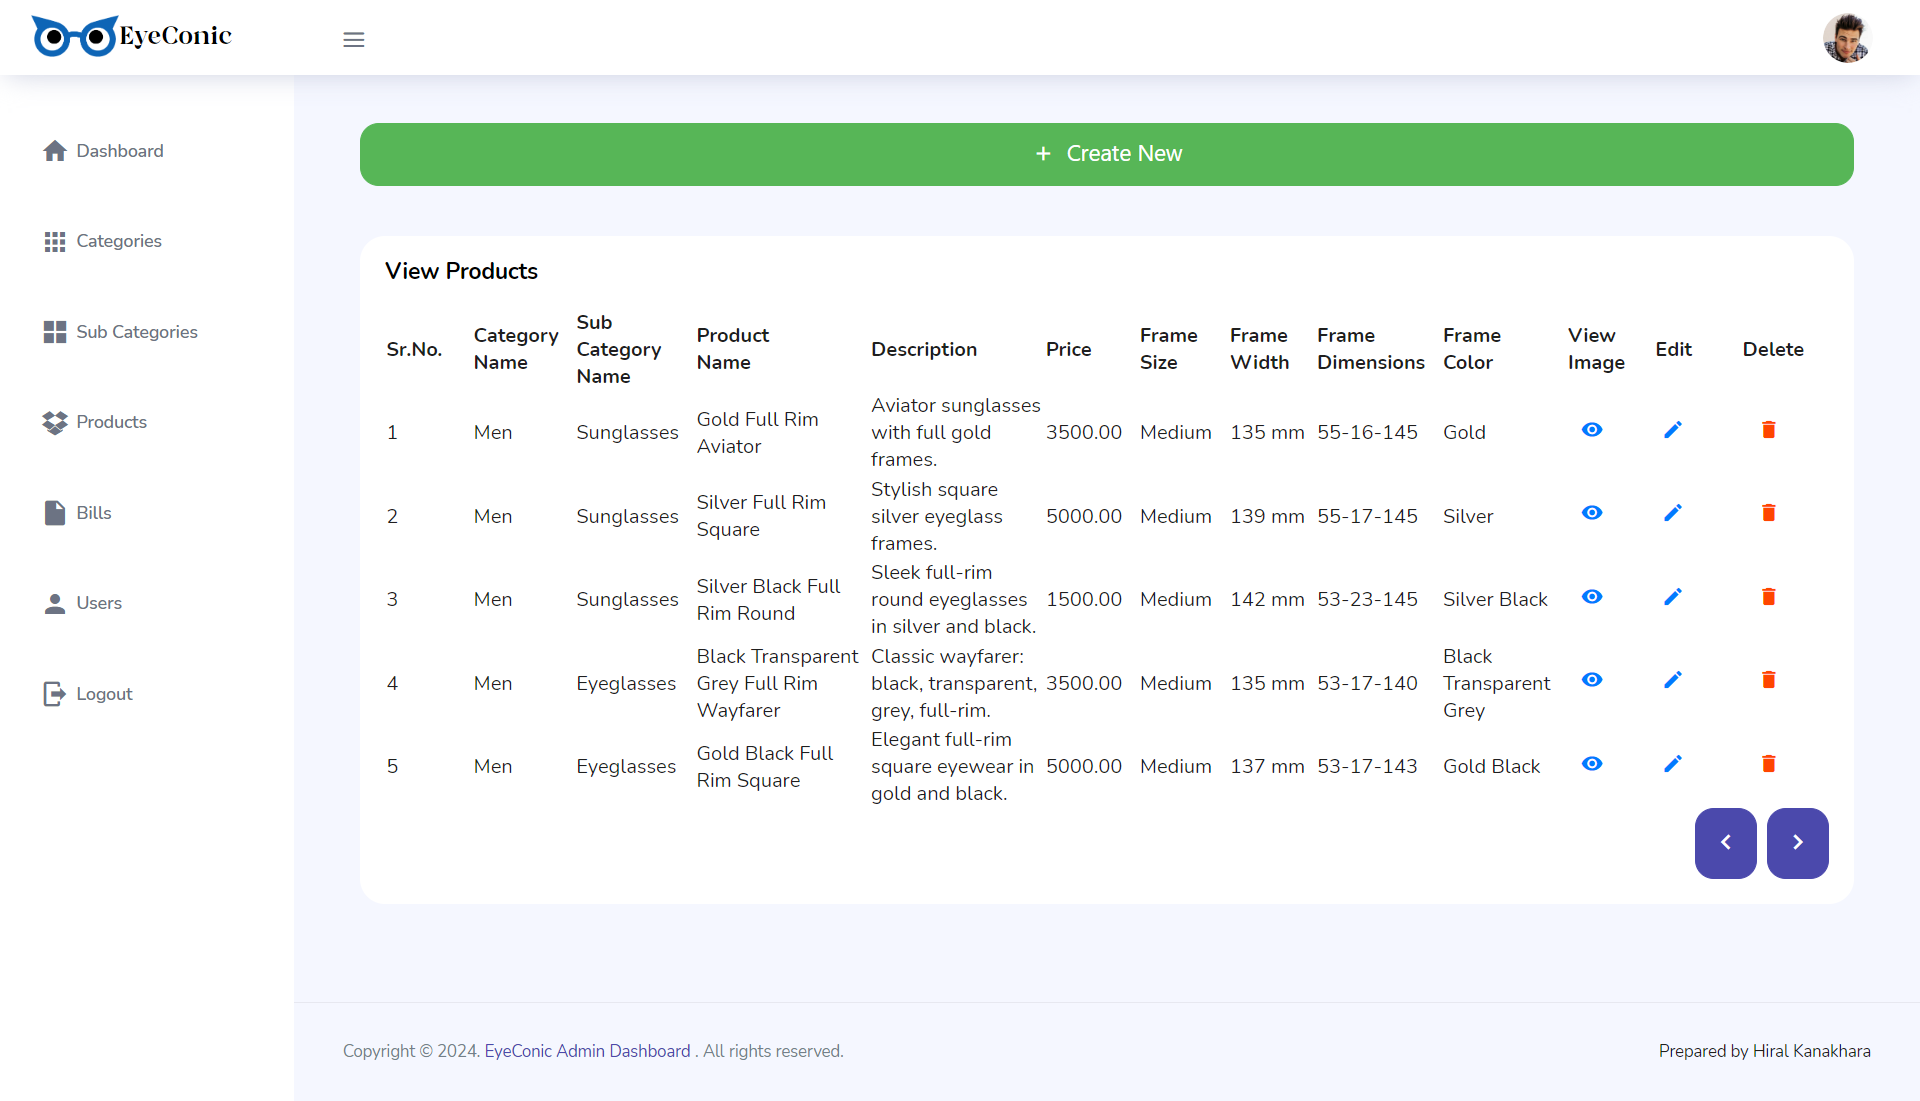 EyeConic
Dashboard
Categories
Sub Categories
Products
Bills
Users
Logout
+ Create New
View Products
Sr.No. Category Name Sub Category Name Product Name Description Price Frame Size Frame Width Frame Dimensions Frame Color View Image Edit Delete
1 Men Sunglasses Gold Full Rim Aviator Aviator sunglasses with full gold frames. 3500.00 Medium 135 mm 55-16-145 Gold
2 Men Sunglasses Silver Full Rim Square Stylish square silver eyeglass frames. 5000.00 Medium 139 mm 55-17-145 Silver
3 Men Sunglasses Silver Black Full Rim Round Sleek full-rim round eyeglasses in silver and black. 1500.00 Medium 142 mm 53-23-145 Silver Black
4 Men Eyeglasses Black Transparent Grey Full Rim Wayfarer Classic wayfarer: black, transparent, grey, full-rim. 3500.00 Medium 135 mm 53-17-140 Black Transparent Grey
5 Men Eyeglasses Gold Black Full Rim Square Elegant full-rim square eyewear in gold and black. 5000.00 Medium 137 mm 53-17-143 Gold Black
Copyright © 2024. EyeConic Admin Dashboard . All rights reserved.
Prepared by Hiral Kanakhara